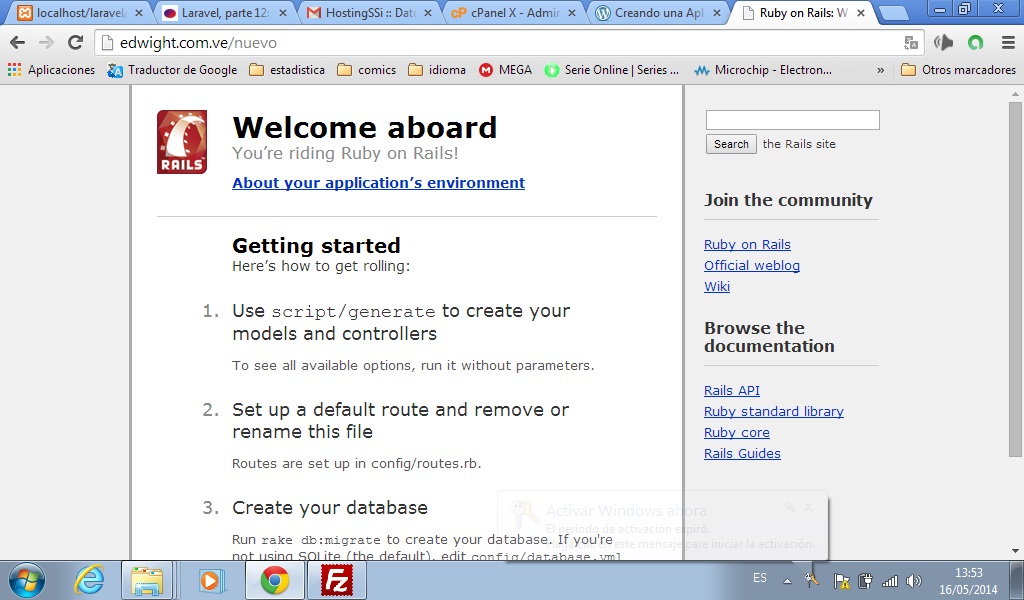 localhost/laravel/
Laravel, parte 12:
HostingSSi :: Dato
cPanel X - Admin
Creando una Apl
Ruby on Rails: W
edwight.com.ve/nuevo
Aplicaciones
Traductor de Google
estadistica
comics
idioma
MEGA
Serie Online | Series ...
Microchip - Electron...
»
Otros marcadores
RAILS
Welcome aboard
You’re riding Ruby on Rails!
About your application’s environment
Getting started
Here’s how to get rolling:
1. Use script/generate to create your
models and controllers
To see all available options, run it without parameters.
2. Set up a default route and remove or
rename this file
Routes are set up in config/routes.rb.
3. Create your database
Run rake db:migrate to create your database. If you're
not using SQLite (the default), edit config/database.yml
Search the Rails site
Join the community
Ruby on Rails
Official weblog
Wiki
Browse the
documentation
Rails API
Ruby standard library
Ruby core
Rails Guides
Activar Windows ahora
El período de activación expiró.
este mensaje para iniciar la activación.
ES
13:53
16/05/2014